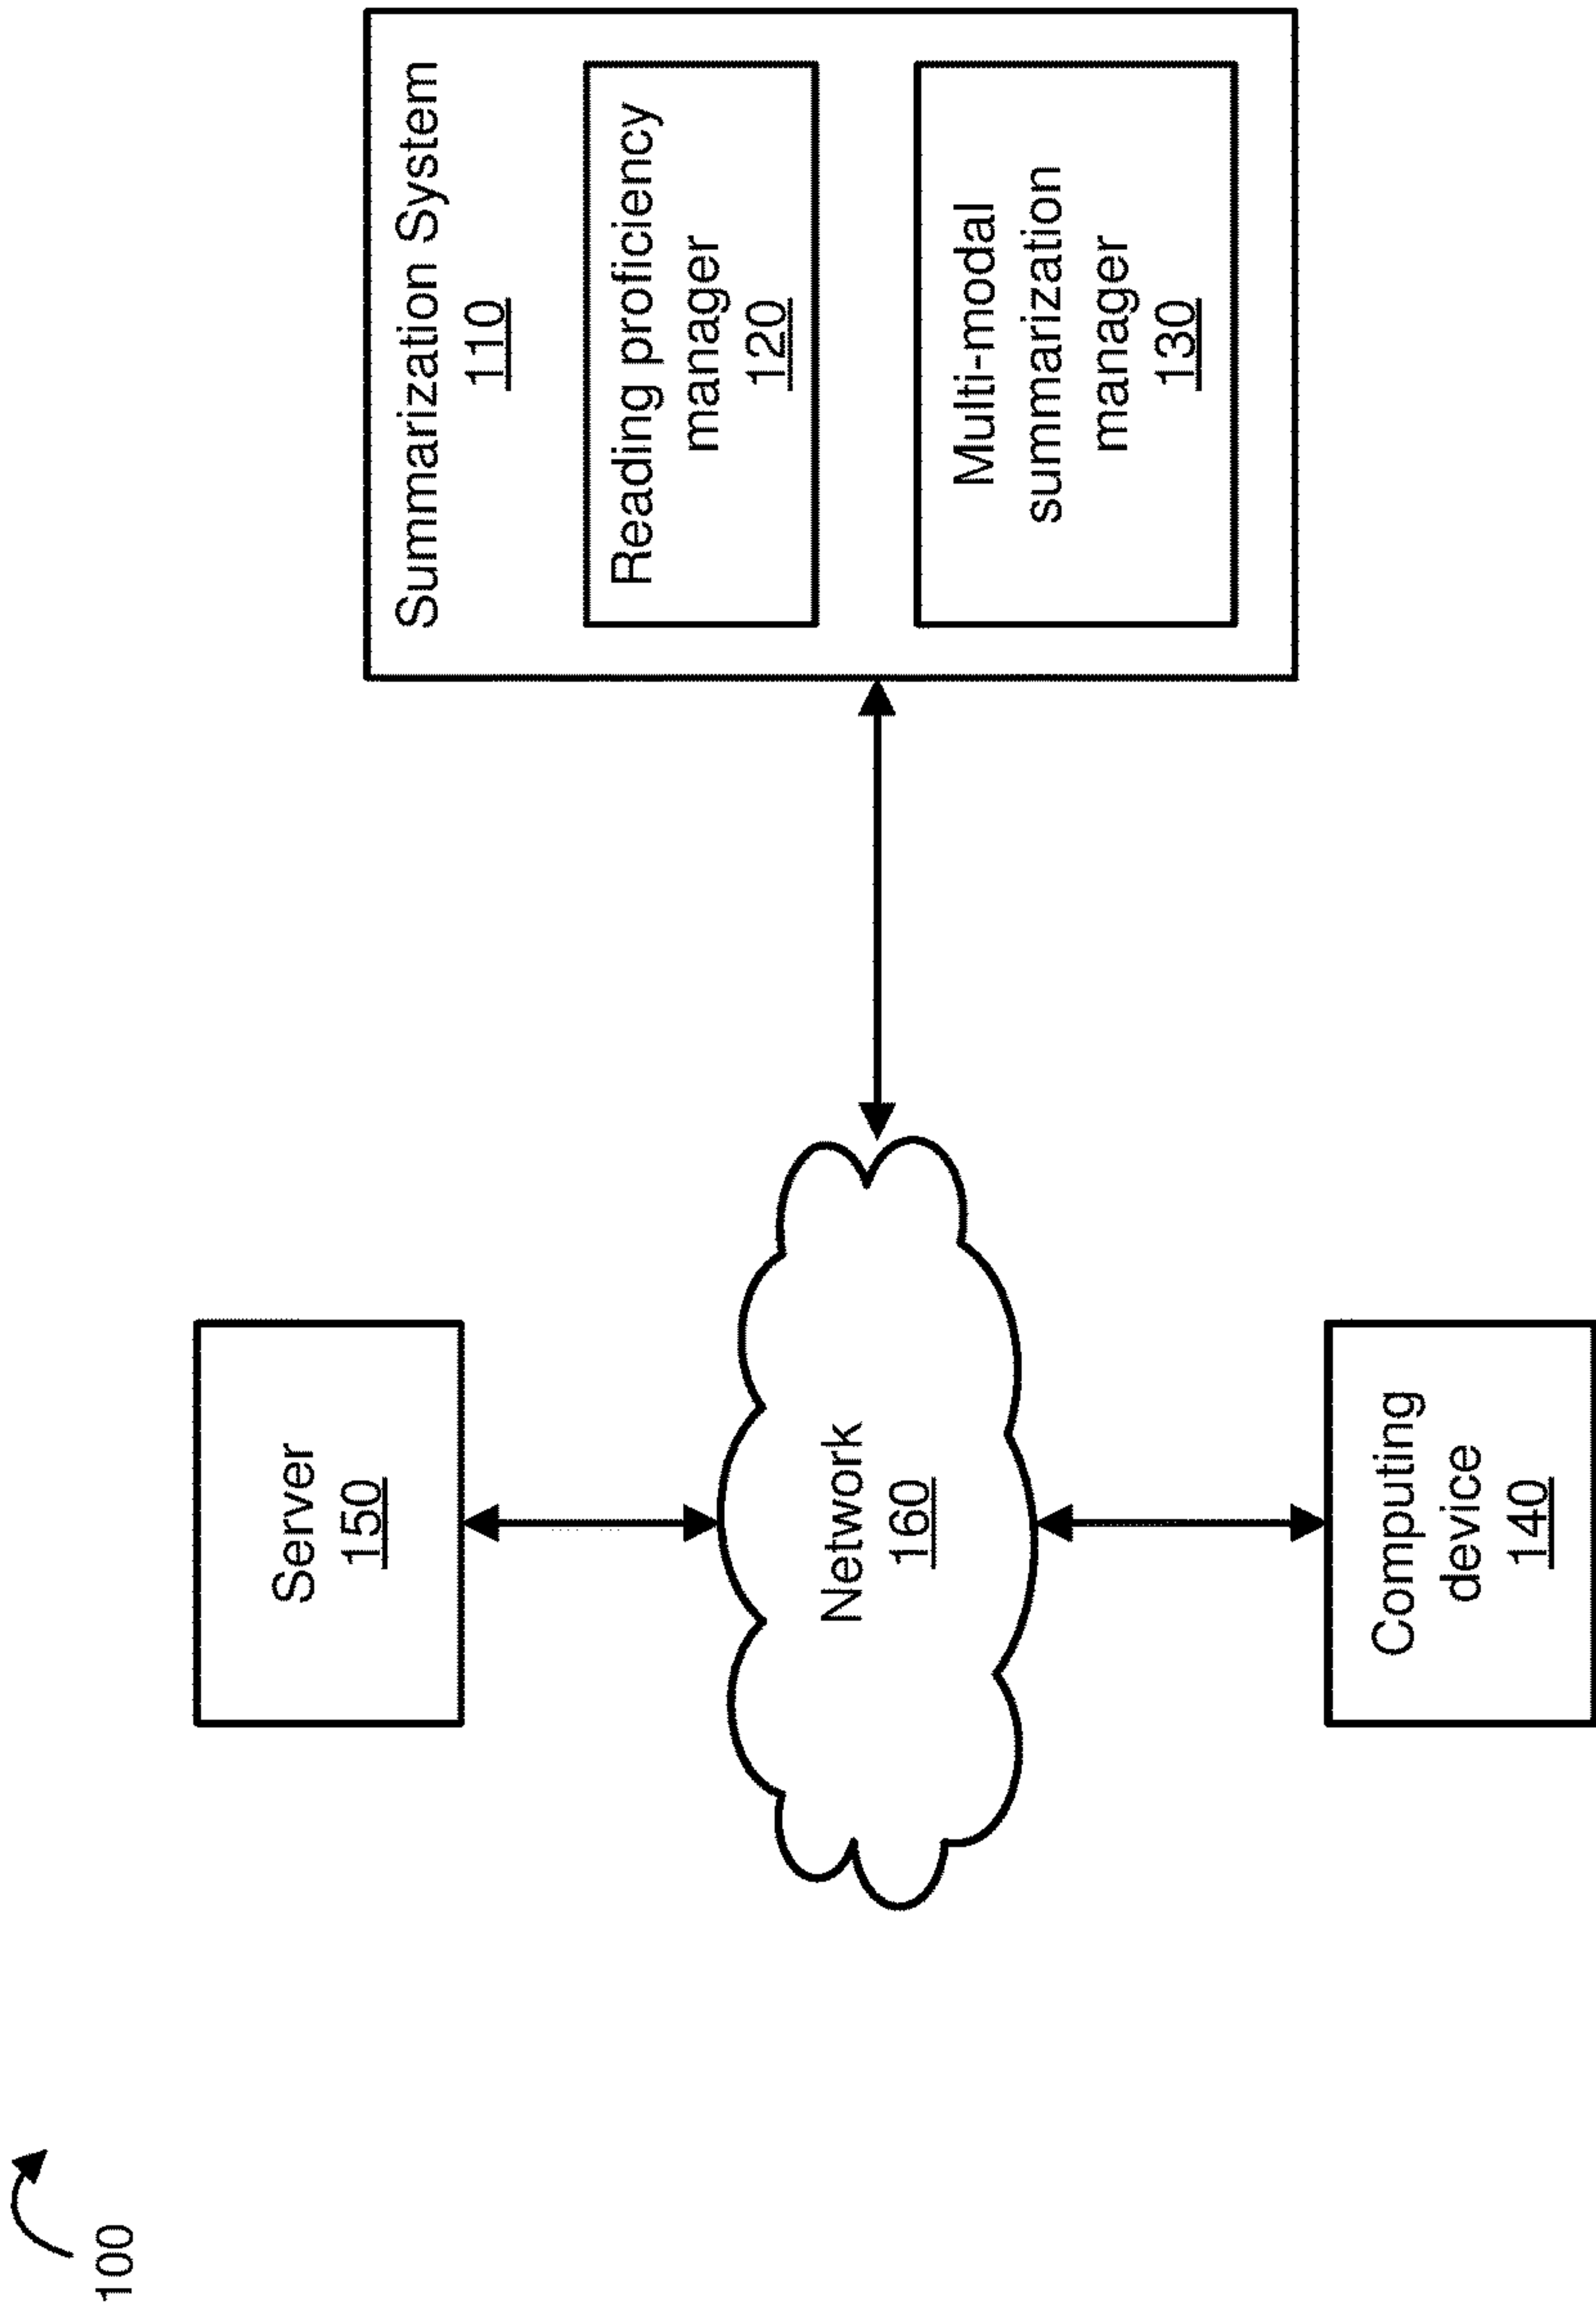 100
Server
150
Network
160
Computing
device
140
Summarization System
110
Reading proficiency
manager
120
Multi-modal
summarization
manager
130